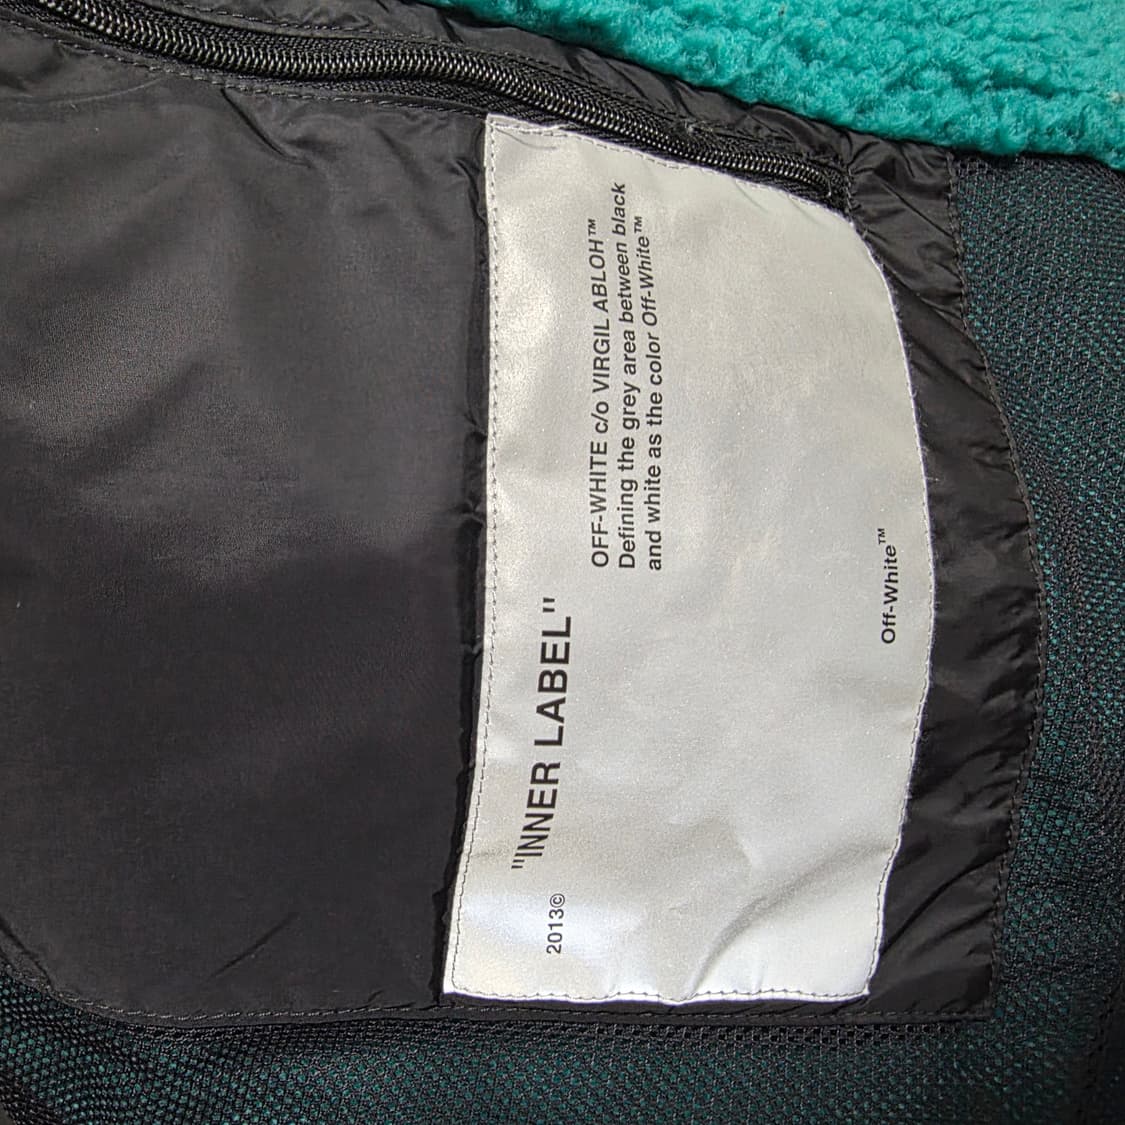 2013©
"INNER LABEL"
OFF-WHITE c/o VIRGIL ABLOH™
Defining the grey area between black
and white as the color Off-White™
Off-White™